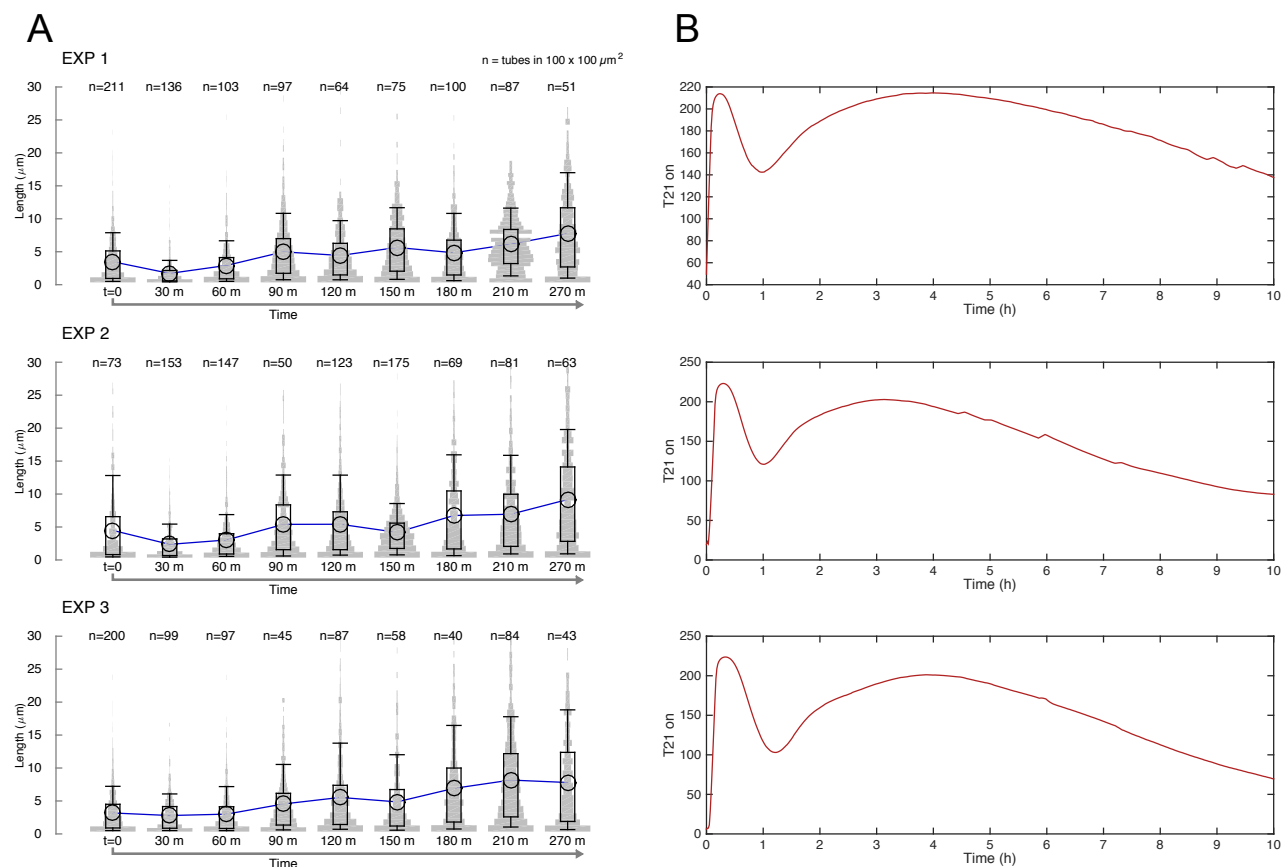 A
B
EXP 1
n = tubes in 100 x 100 μm²
30 n=211 n=136 n=103 n=97 n=64 n=75 n=100 n=87 n=51
25
20
15
10
5
0
Length (μm)
t=0 30 m 60 m 90 m 120 m 150 m 180 m 210 m 270 m
Time
220
200
180
160
140
120
100
80
60
40
T21 on
0 1 2 3 4 5 6 7 8 9 10
Time (h)
EXP 2
30 n=73 n=153 n=147 n=50 n=123 n=175 n=69 n=81 n=63
25
20
15
10
5
0
Length (μm)
t=0 30 m 60 m 90 m 120 m 150 m 180 m 210 m 270 m
Time
250
200
150
100
50
0
T21 on
0 1 2 3 4 5 6 7 8 9 10
Time (h)
EXP 3
30 n=200 n=99 n=97 n=45 n=87 n=58 n=40 n=84 n=43
25
20
15
10
5
0
Length (μm)
t=0 30 m 60 m 90 m 120 m 150 m 180 m 210 m 270 m
Time
250
200
150
100
50
0
T21 on
0 1 2 3 4 5 6 7 8 9 10
Time (h)